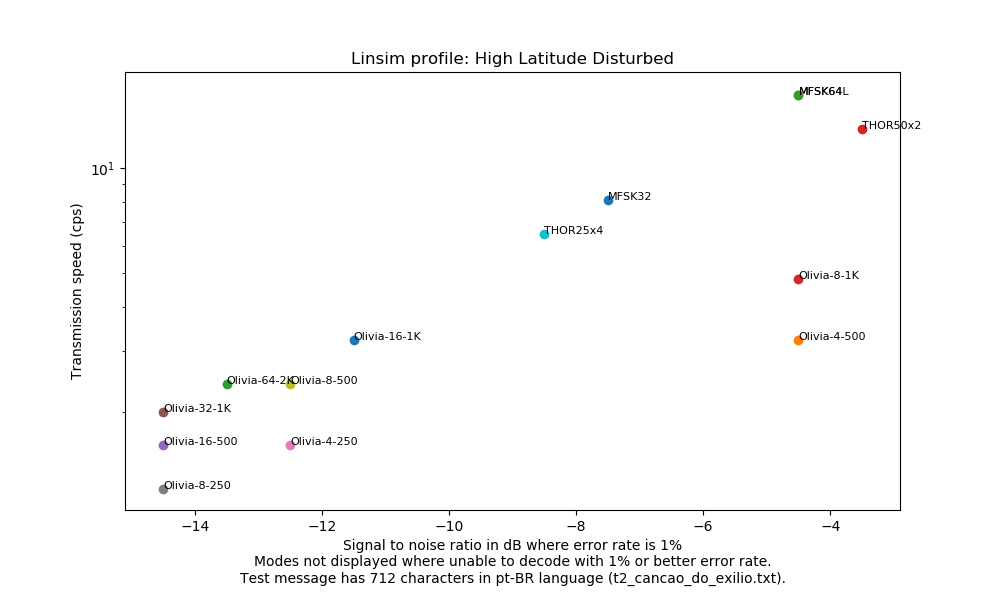 Linsim profile: High Latitude Disturbed
MFSK64L
THOR50x2
10¹
MFSK32
THOR25x4
Olivia-8-1K
Olivia-16-1K
Olivia-4-500
Olivia-64-2K
Olivia-8-500
Olivia-32-1K
Olivia-16-500
Olivia-4-250
Olivia-8-250
Transmission speed (cps)
−14 −12 −10 −8 −6 −4
Signal to noise ratio in dB where error rate is 1%
Modes not displayed where unable to decode with 1% or better error rate.
Test message has 712 characters in pt-BR language (t2_cancao_do_exilio.txt).